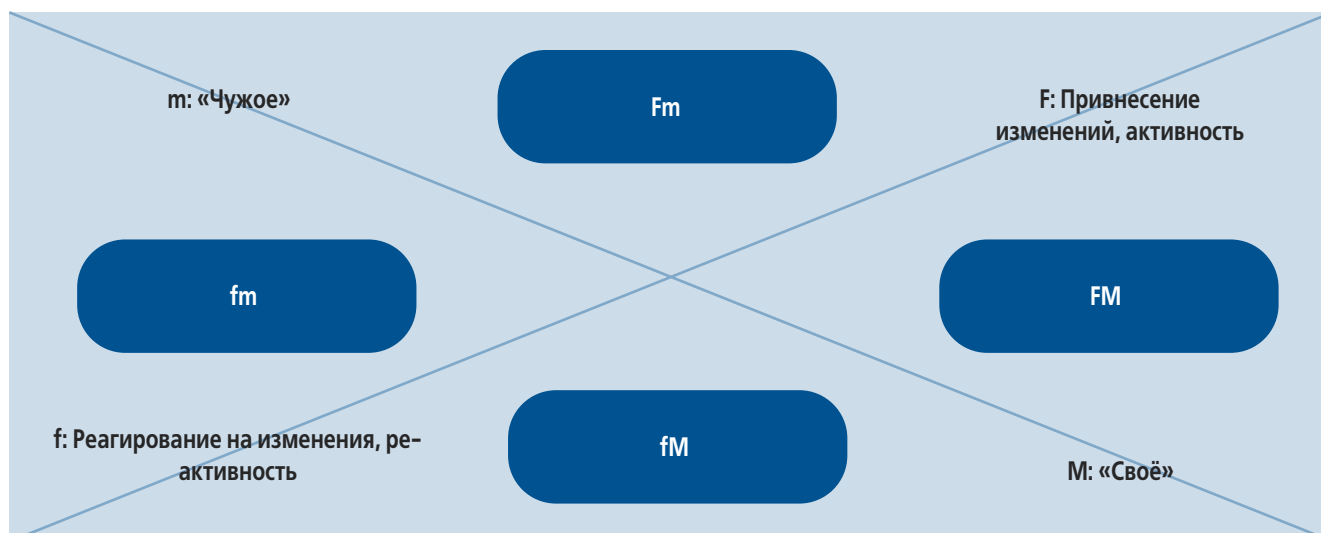 m: «Чужое»
Fm
F: Привнесение
изменений, активность
fm
FM
f: Реагирование на изменения, ре-
активность
fM
M: «Своё»